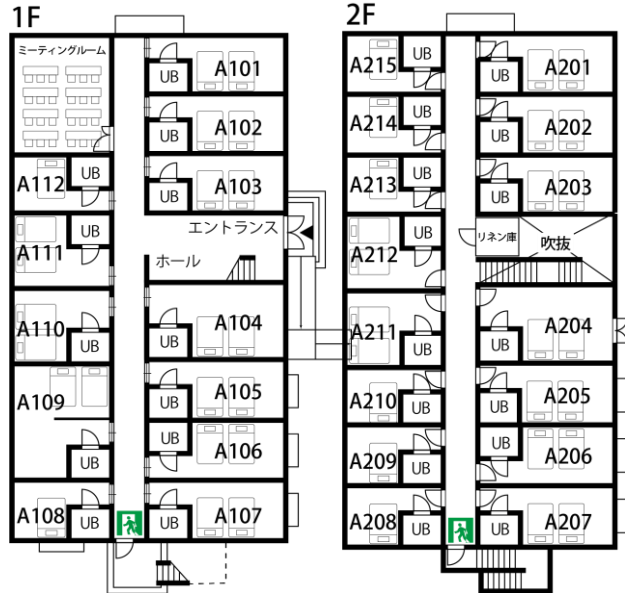 1F
ミーティングルーム
UB
A101
UB
A102
A112
UB
UB
A103
A111
UB
エントランス
ホール
A110
UB
UB
A104
A109
UB
A105
UB
UB
A106
A108
UB
UB
A107
2F
A215
UB
UB
A201
A214
UB
UB
A202
A213
UB
UB
A203
A212
UB
リネン庫
吹抜
A211
UB
UB
A204
A210
UB
UB
A205
A209
UB
UB
A206
A208
UB
UB
A207